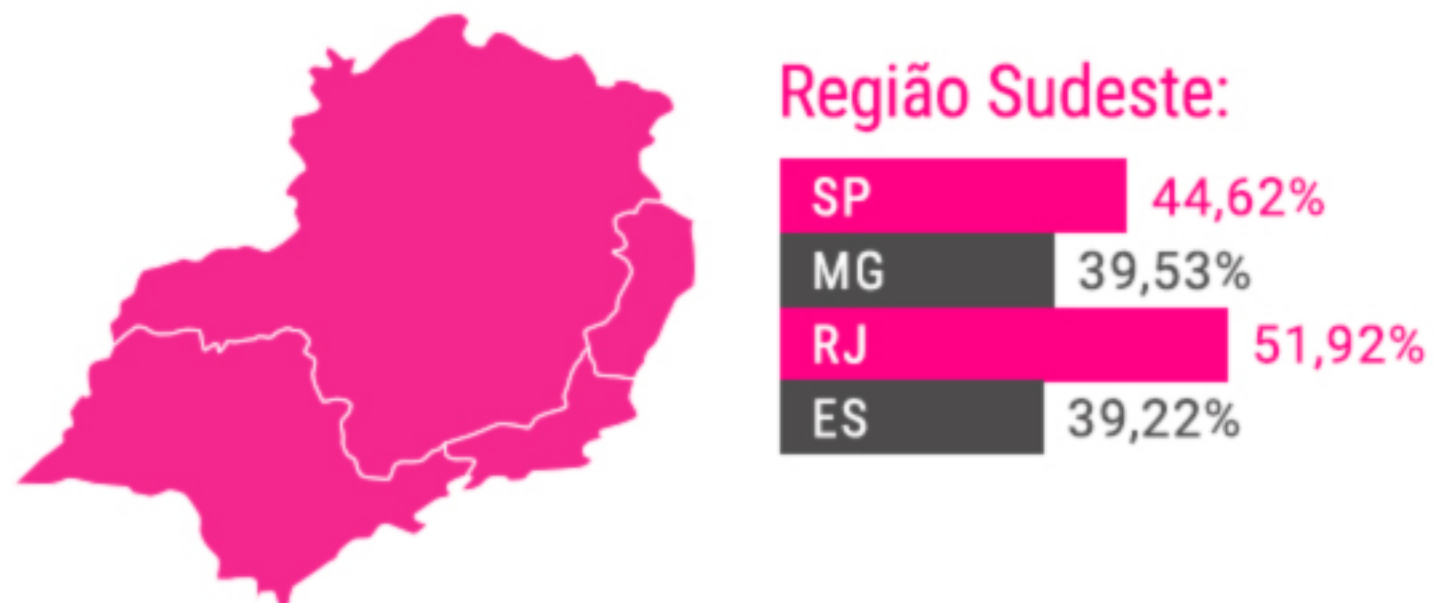 Região Sudeste:
SP 44,62%
MG 39,53%
RJ 51,92%
ES 39,22%